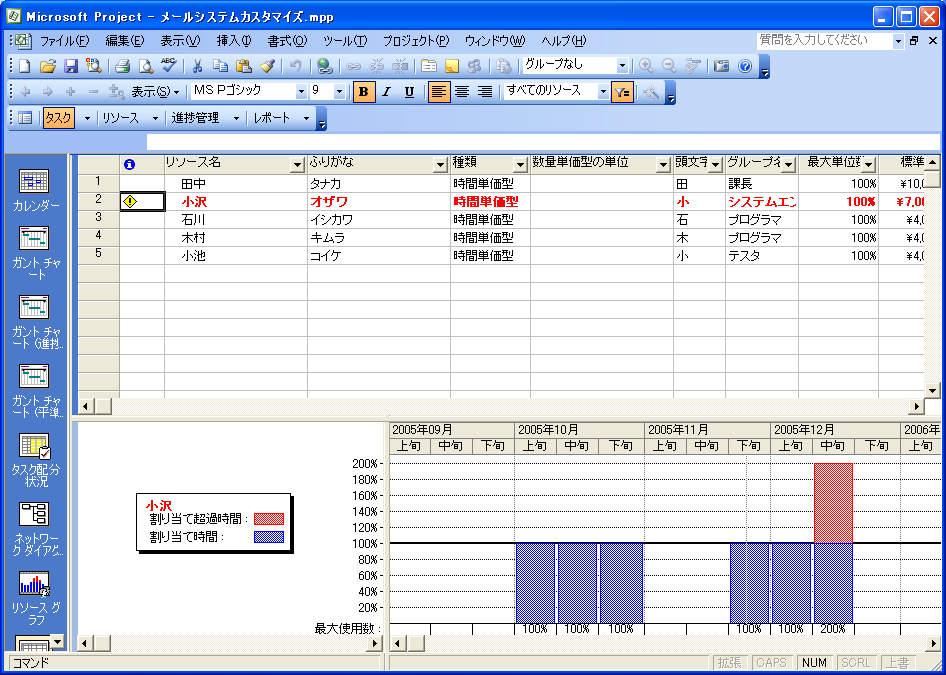 Microsoft Project - メールシステムカスタマイズ.mpp
ファイル(F) 編集(E) 表示(V) 挿入(I) 書式(O) ツール(T) プロジェクト(P) ウィンドウ(W) ヘルプ(H) 質問を入力してください
グループなし
表示(S) MS Pゴシック 9 B I U すべてのリソース
タスク リソース 進捗管理 レポート
リソース名 ふりがな 種類 数量単価型の単位 頭文字 グループ名 最大単位数 標準
1 田中 タナカ 時間単価型 田 課長 100% ¥10,0
2 小沢 オザワ 時間単価型 小 システムエン 100% ¥7,00
3 石川 イシカワ 時間単価型 石 プログラマ 100% ¥4,0
4 木村 キムラ 時間単価型 木 プログラマ 100% ¥4,0
5 小池 コイケ 時間単価型 小 テスタ 100% ¥4,0
カレンダー
ガント チャ
ート
ガント チャ
ート (進捗..
ガント チャ
ート (平準..
タスク配分
状況
ネットワー
ク ダイアグ..
リソース グ
ラフ
2005年09月 2005年10月 2005年11月 2005年12月 2006年
上旬 中旬 下旬 上旬 中旬 下旬 上旬 中旬 下旬 上旬 中旬 下旬 上旬
小沢
割り当て超過時間 :
割り当て時間 :
200%
180%
160%
140%
120%
100%
80%
60%
40%
20%
最大使用数 : 100% 100% 100% 100% 100% 200%
コマンド 拡張 CAPS NUM SCRL 上書